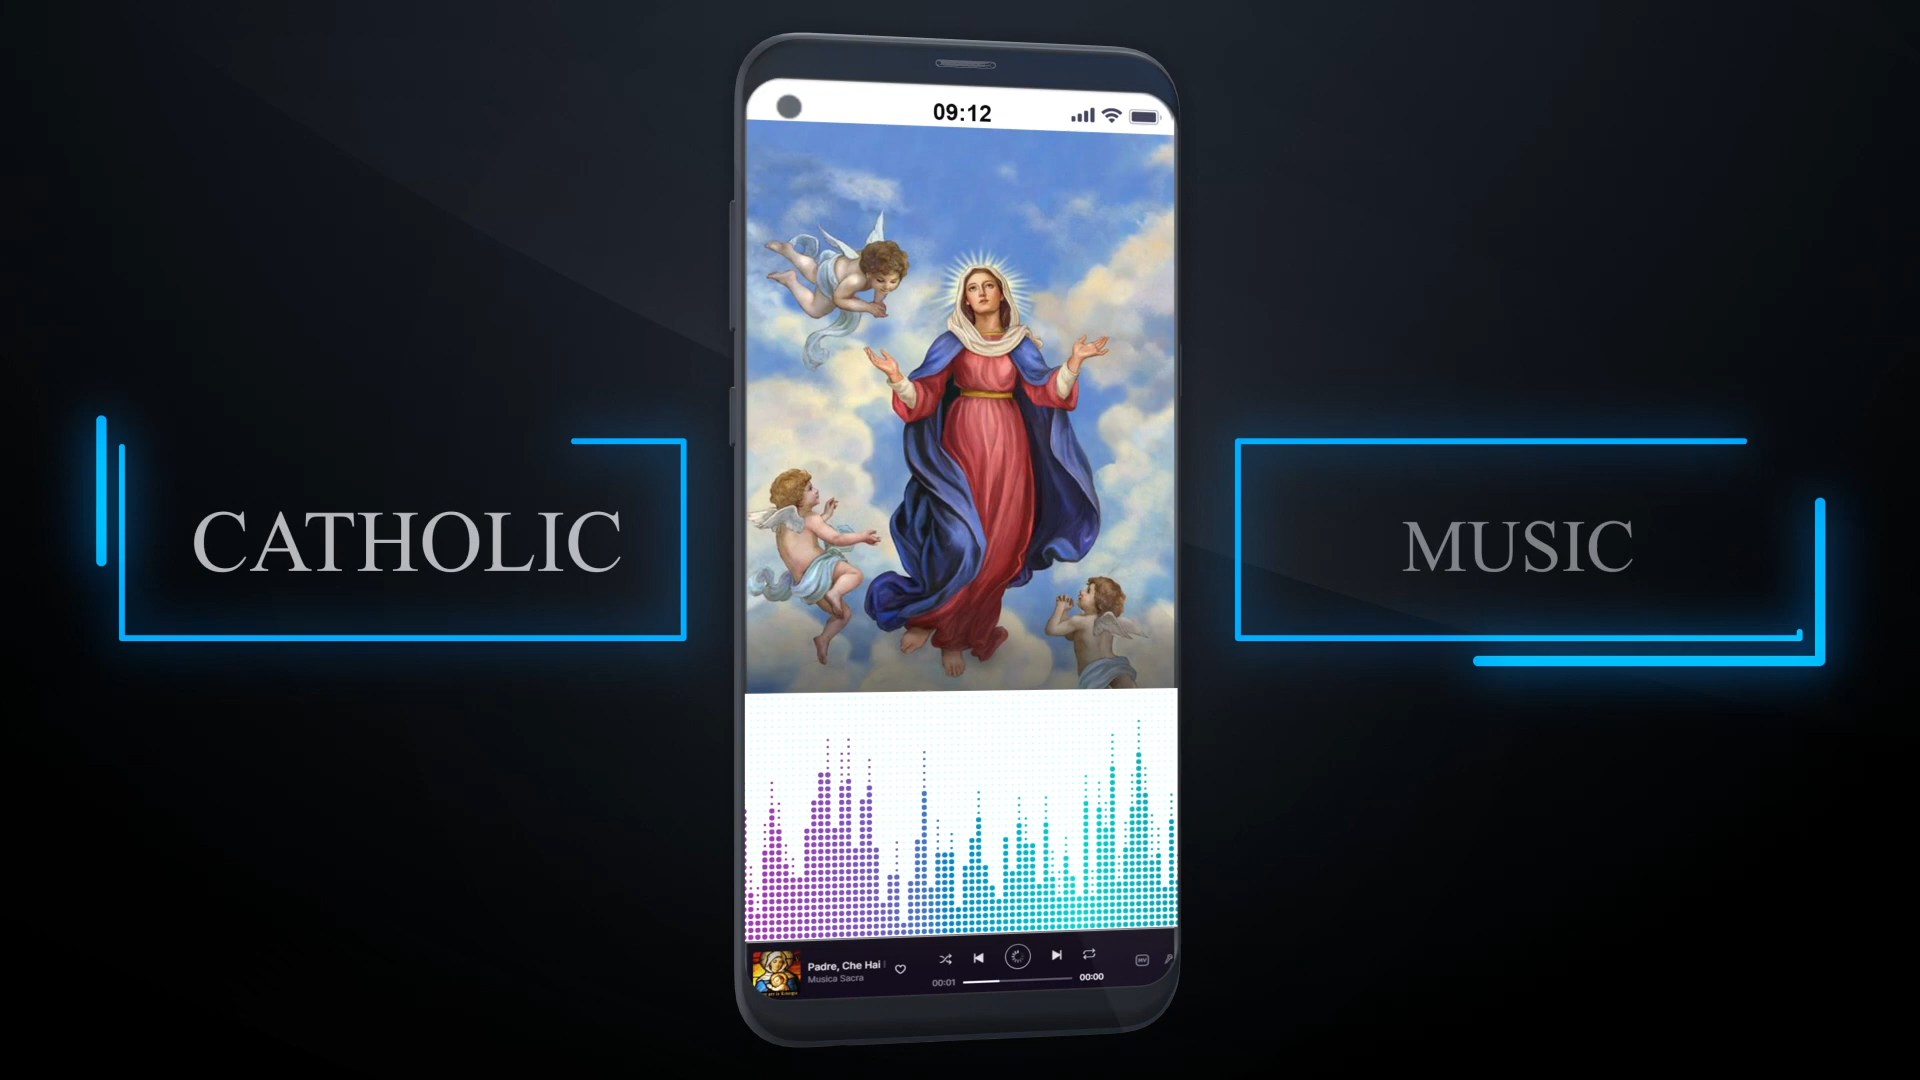 09:12
CATHOLIC
MUSIC
Padre, Che Hai
Musica Sacra
00:01
00:00